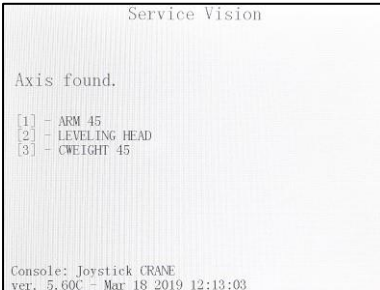 Service Vision
Axis found.
[1] - ARM 45
[2] - LEVELING HEAD
[3] - CWEIGHT 45
Console: Joystick CRANE
ver. 5.60C - Mar 18 2019 12:13:03